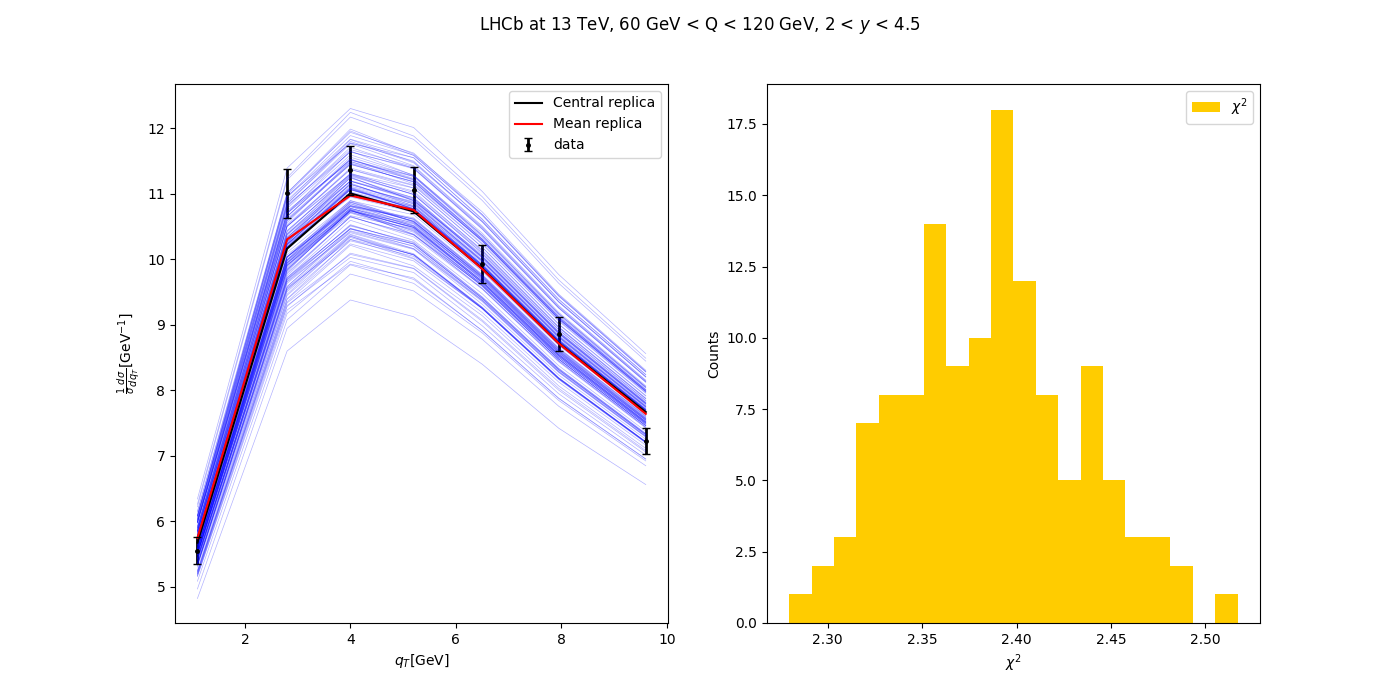 LHCb at 13 TeV, 60 GeV < Q < 120 GeV, 2 < y < 4.5
Central replica
Mean replica
data
12
11
10
9
8
7
6
5
1/σ dσ/dq_T [GeV⁻¹]
2 4 6 8 10
q_T[GeV]
χ²
17.5
15.0
12.5
10.0
7.5
5.0
2.5
0.0
Counts
2.30 2.35 2.40 2.45 2.50
χ²